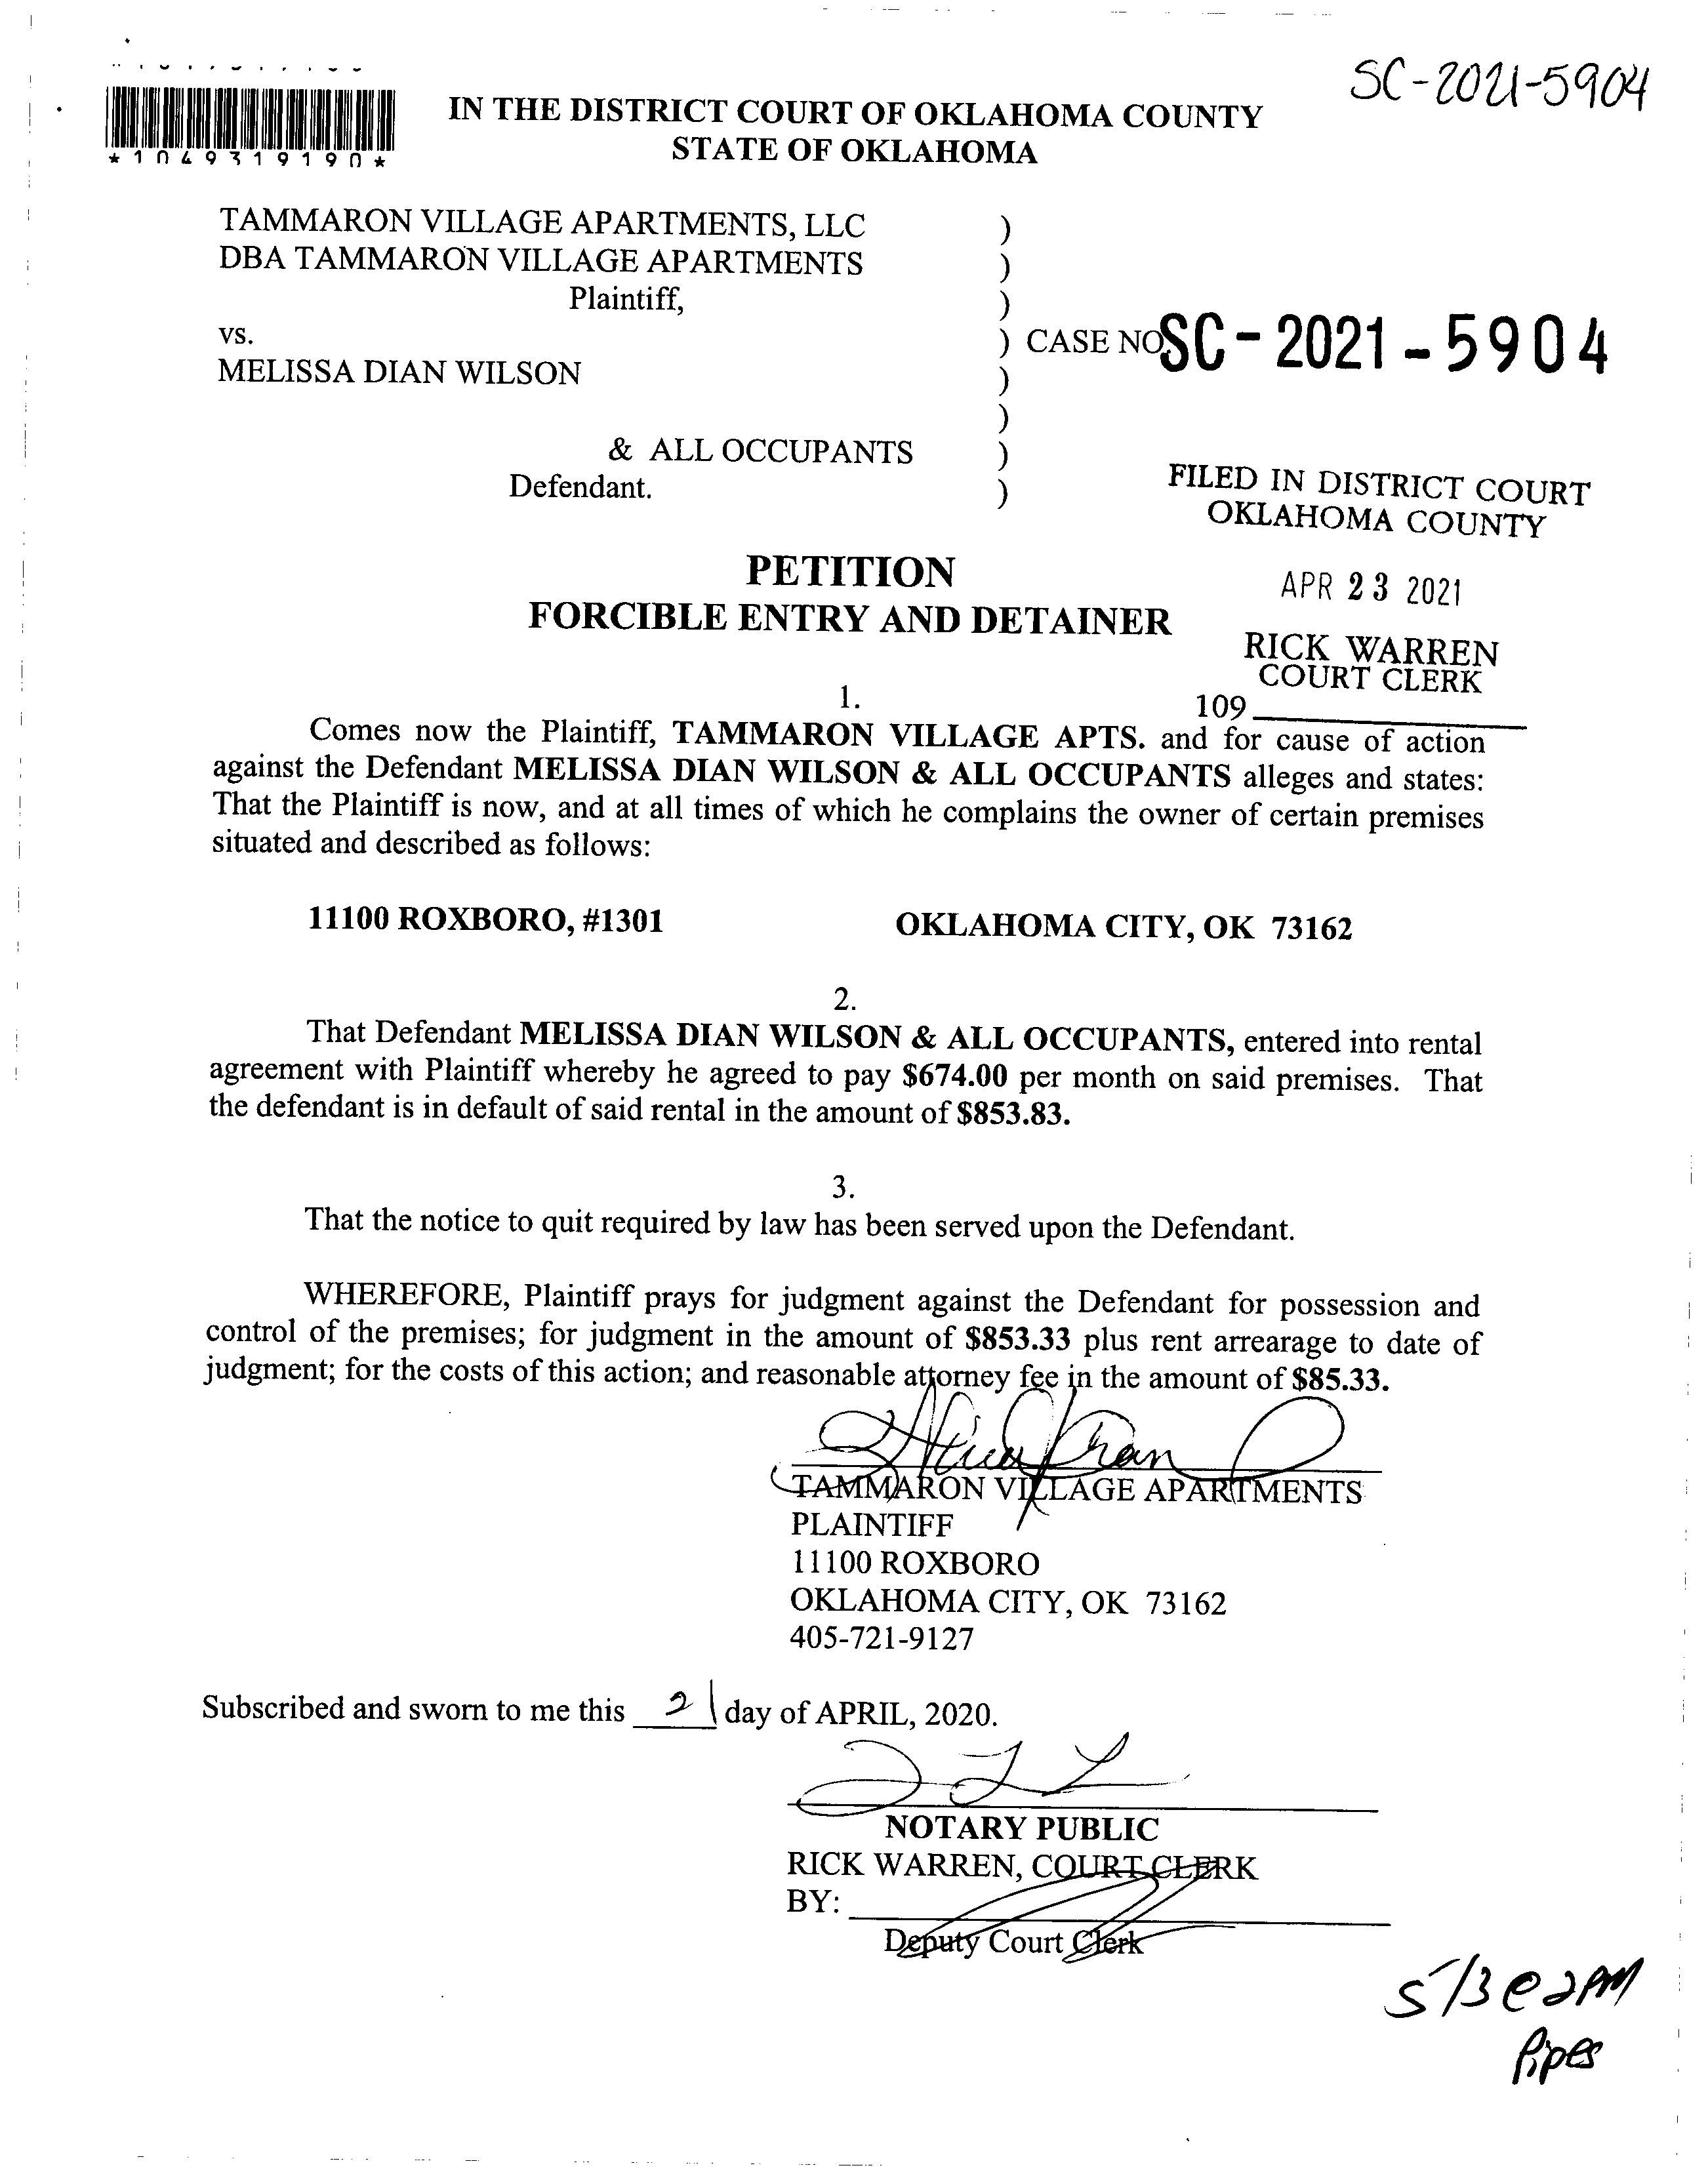 SC-2021-5904
*1049319190*
IN THE DISTRICT COURT OF OKLAHOMA COUNTY
STATE OF OKLAHOMA
TAMMARON VILLAGE APARTMENTS, LLC )
DBA TAMMARON VILLAGE APARTMENTS )
Plaintiff, )
vs. ) CASE NO. SC-2021-5904
MELISSA DIAN WILSON )
)
& ALL OCCUPANTS )
Defendant. )
FILED IN DISTRICT COURT
OKLAHOMA COUNTY
APR 23 2021
RICK WARREN
COURT CLERK
109
PETITION
FORCIBLE ENTRY AND DETAINER
1.
Comes now the Plaintiff, TAMMARON VILLAGE APTS. and for cause of action
against the Defendant MELISSA DIAN WILSON & ALL OCCUPANTS alleges and states:
That the Plaintiff is now, and at all times of which he complains the owner of certain premises
situated and described as follows:
11100 ROXBORO, #1301 OKLAHOMA CITY, OK 73162
2.
That Defendant MELISSA DIAN WILSON & ALL OCCUPANTS, entered into rental
agreement with Plaintiff whereby he agreed to pay $674.00 per month on said premises. That
the defendant is in default of said rental in the amount of $853.83.
3.
That the notice to quit required by law has been served upon the Defendant.
WHEREFORE, Plaintiff prays for judgment against the Defendant for possession and
control of the premises; for judgment in the amount of $853.33 plus rent arrearage to date of
judgment; for the costs of this action; and reasonable attorney fee in the amount of $85.33.
TAMMARON VILLAGE APARTMENTS
PLAINTIFF
11100 ROXBORO
OKLAHOMA CITY, OK 73162
405-721-9127
Subscribed and sworn to me this 21 day of APRIL, 2020.
NOTARY PUBLIC
RICK WARREN, COURT CLERK
BY:
Deputy Court Clerk
5/3@2PM
Pipes